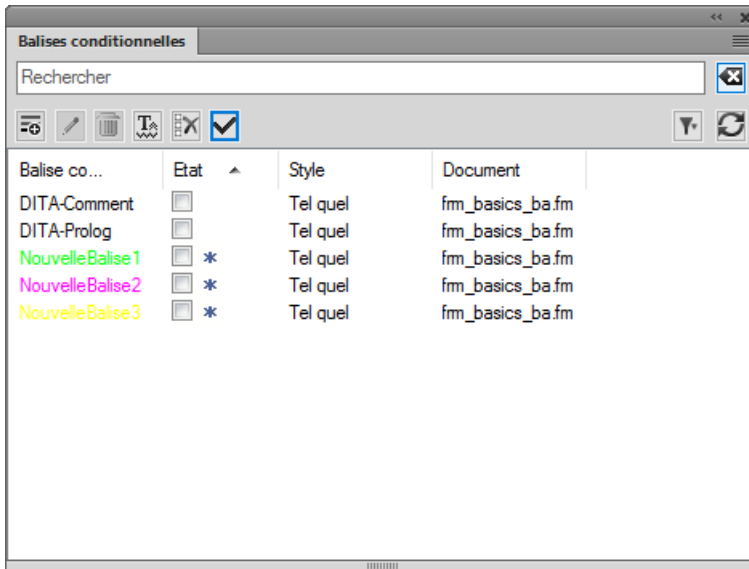 Balises conditionnelles
Rechercher
Balise co... Etat Style Document
DITA-Comment Tel quel frm_basics_ba.fm
DITA-Prolog Tel quel frm_basics_ba.fm
NouvelleBalise1 * Tel quel frm_basics_ba.fm
NouvelleBalise2 * Tel quel frm_basics_ba.fm
NouvelleBalise3 * Tel quel frm_basics_ba.fm